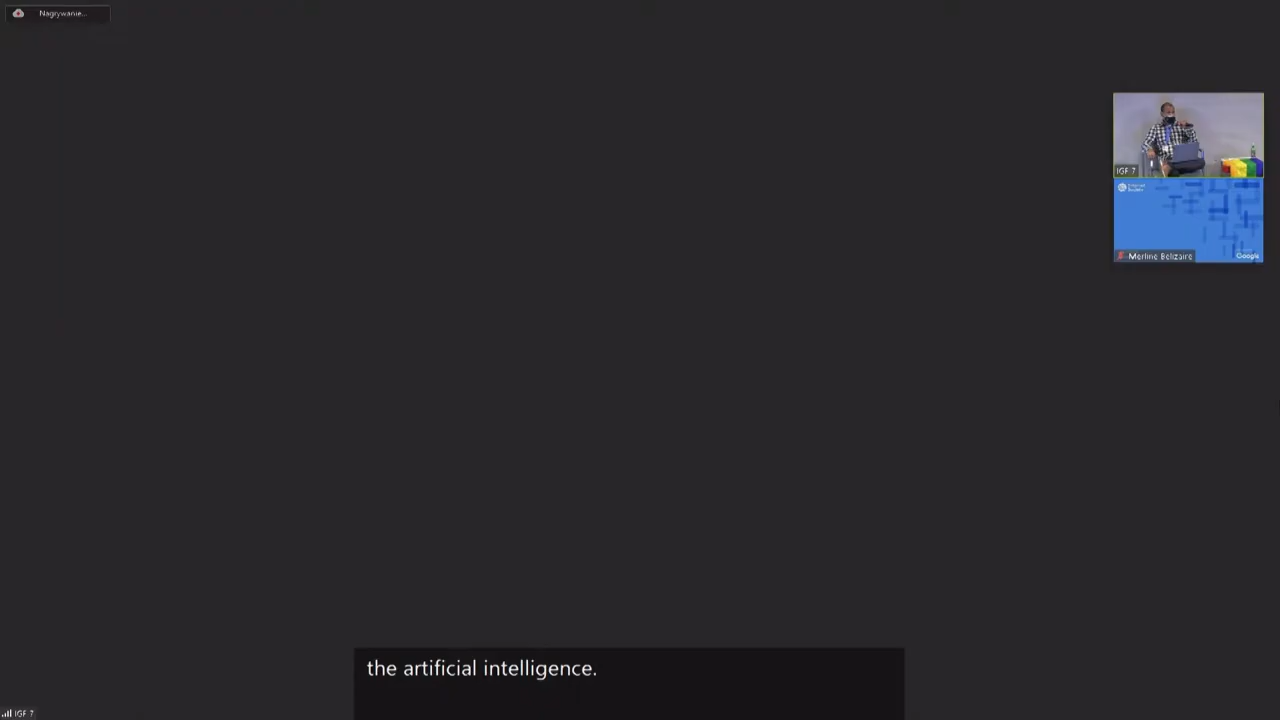 Nagrywanie...
IGF 7
Merline Belizaire
Google
the artificial intelligence.
IGF 7